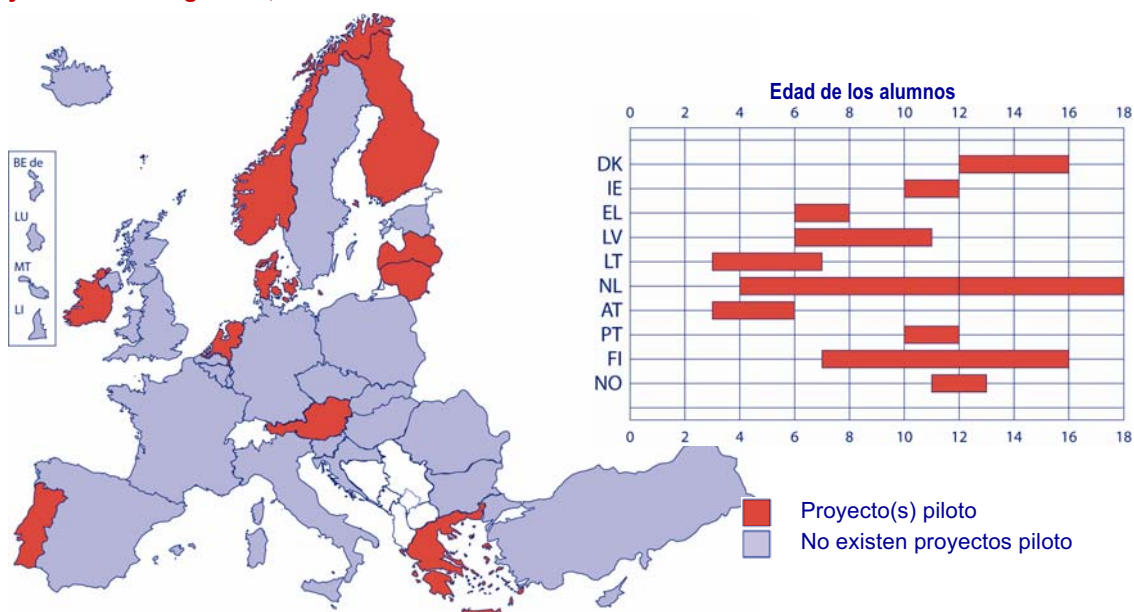 BE de
LU
MT
LI
Edad de los alumnos
0 2 4 6 8 10 12 14 16 18
DK
IE
EL
LV
LT
NL
AT
PT
FI
NO
0 2 4 6 8 10 12 14 16 18
Proyecto(s) piloto
No existen proyectos piloto